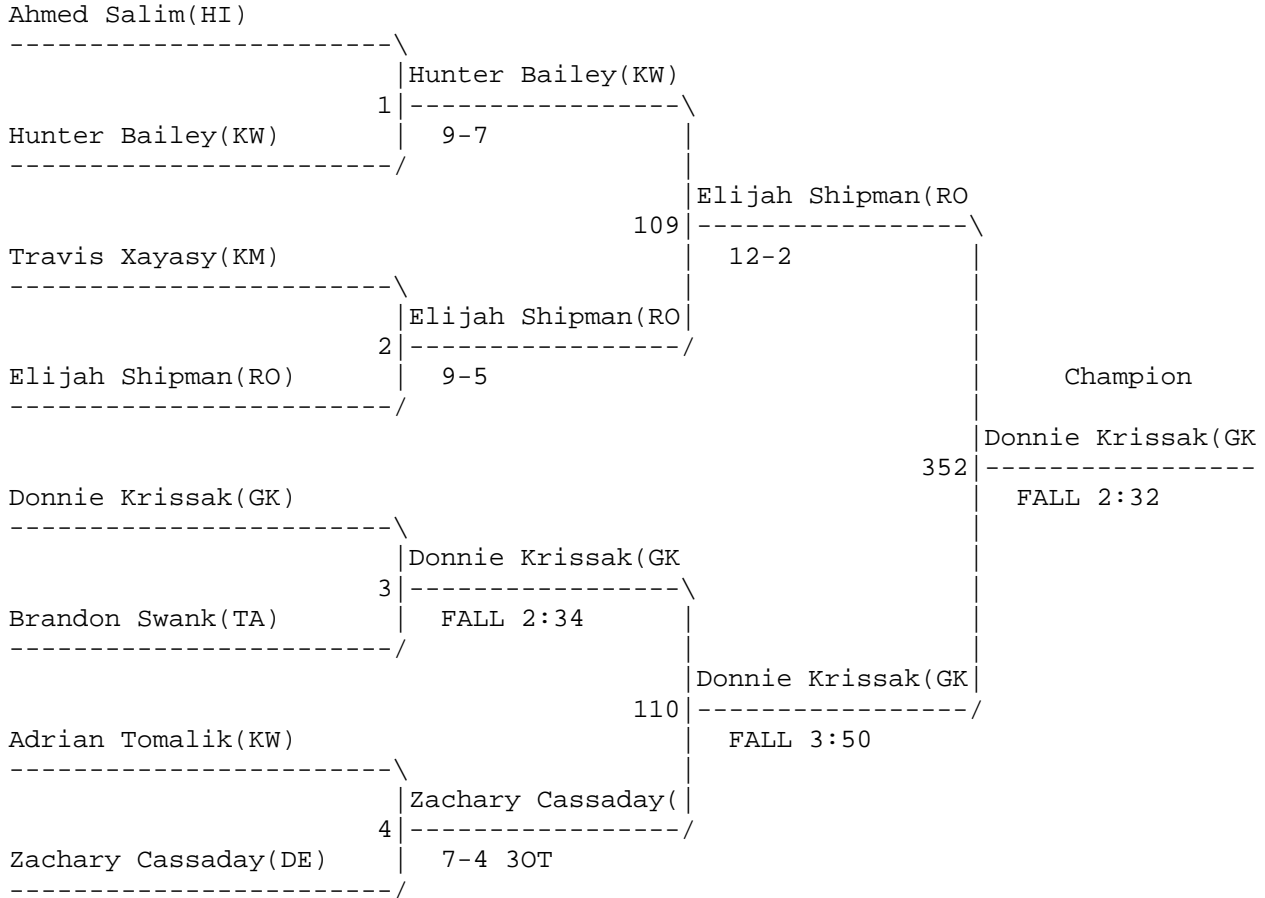 Ahmed Salim(HI)
Hunter Bailey(KW)
1
Hunter Bailey(KW) 9-7
Elijah Shipman(RO
109
Travis Xayasy(KM) 12-2
Elijah Shipman(RO
2
Elijah Shipman(RO) 9-5 Champion
Donnie Krissak(GK
352
Donnie Krissak(GK) FALL 2:32
Donnie Krissak(GK
3
Brandon Swank(TA) FALL 2:34
Donnie Krissak(GK
110
Adrian Tomalik(KW) FALL 3:50
Zachary Cassaday(
4
Zachary Cassaday(DE) 7-4 3OT